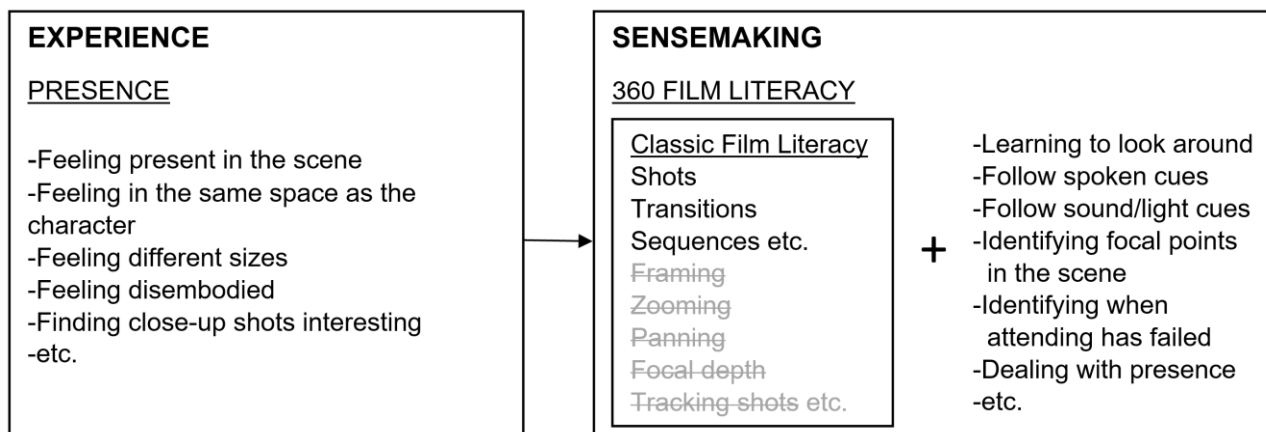 EXPERIENCE
PRESENCE
-Feeling present in the scene
-Feeling in the same space as the
character
-Feeling different sizes
-Feeling disembodied
-Finding close-up shots interesting
-etc.
SENSEMAKING
360 FILM LITERACY
Classic Film Literacy
Shots
Transitions
Sequences etc.
Framing
Zooming
Panning
Focal depth
Tracking shots etc.
+
-Learning to look around
-Follow spoken cues
-Follow sound/light cues
-Identifying focal points
in the scene
-Identifying when
attending has failed
-Dealing with presence
-etc.